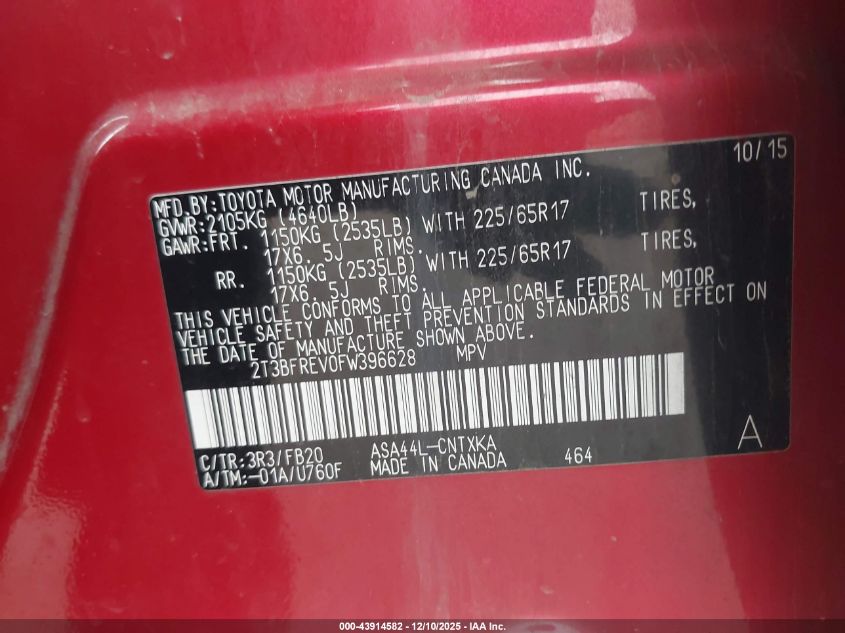 10/15
MFD.BY:TOYOTA MOTOR MANUFACTURING CANADA INC.
GVWR:2105KG (4640LB)
GAWR:FRT. 1150KG (2535LB) WITH 225/65R17 TIRES,
17X6. 5J RIMS.
RR. 1150KG (2535LB) WITH 225/65R17 TIRES,
17X6. 5J RIMS.
THIS VEHICLE CONFORMS TO ALL APPLICABLE FEDERAL MOTOR
VEHICLE SAFETY AND THEFT PREVENTION STANDARDS IN EFFECT ON
THE DATE OF MANUFACTURE SHOWN ABOVE.
2T3BFREV0FW396628 MPV
C/TR:3R3/FB20 ASA44L-CNTXKA
A/TM:-01A/U760F MADE IN CANADA 464
A
000-43914582 - 12/10/2025 - IAA Inc.